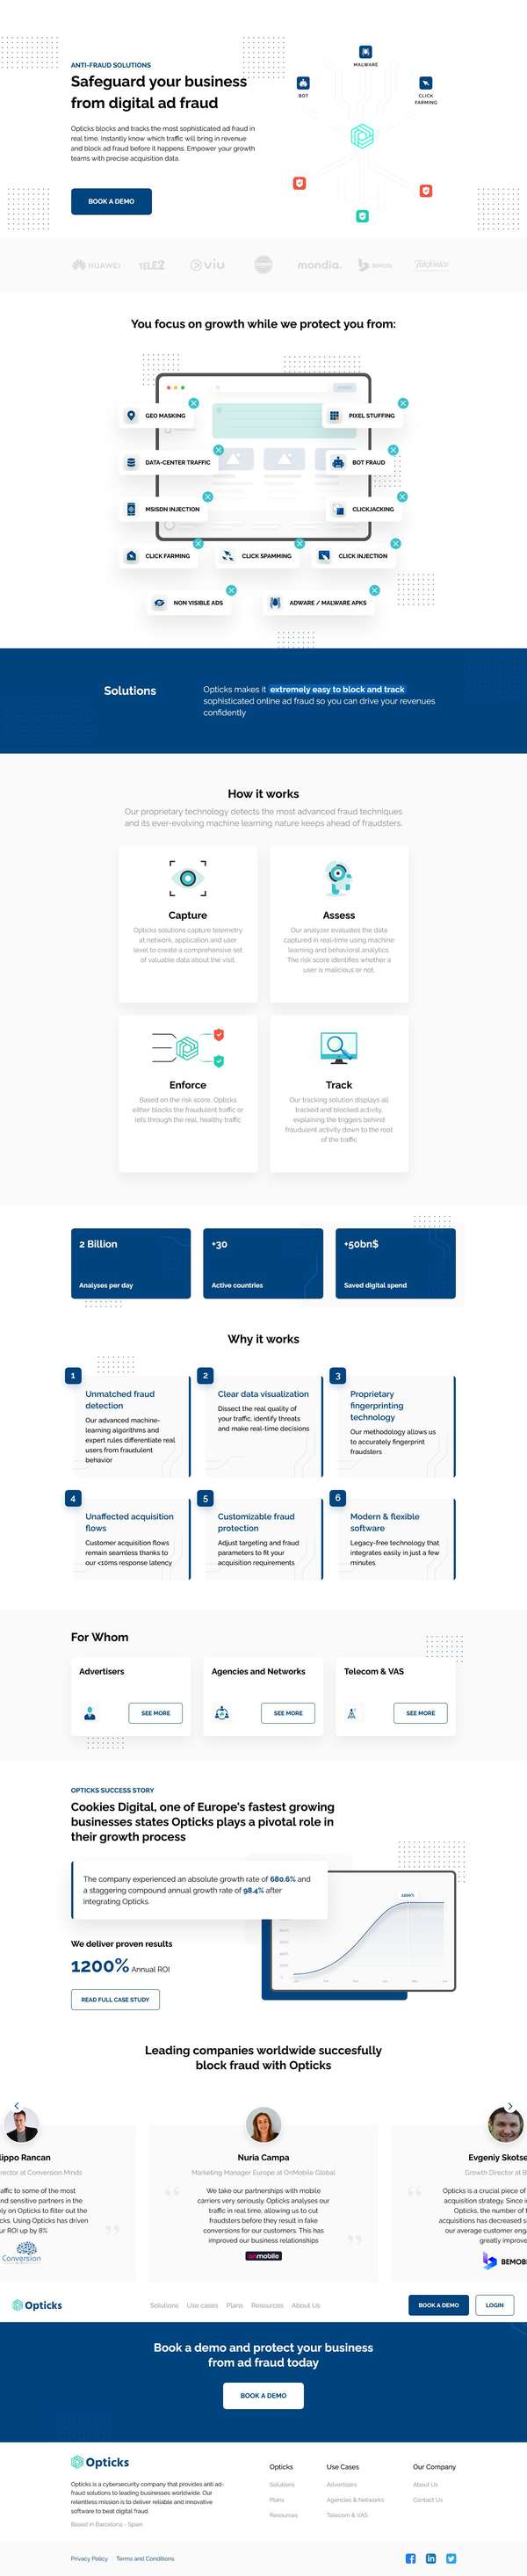 ANTI-FRAUD SOLUTIONS
Safeguard your business
from digital ad fraud
Opticks blocks and tracks the most sophisticated ad fraud in
real time. Instantly know which traffic will bring in revenue
and block ad fraud before it happens. Empower your growth
teams with precise acquisition data.
BOOK A DEMO
MALWARE
BOT
CLICK
FARMING
HUAWEI
TELE2
viu
mondia.
BEMOBI
Telefónica
You focus on growth while we protect you from:
GEO MASKING
PIXEL STUFFING
DATA-CENTER TRAFFIC
BOT FRAUD
MSISDN INJECTION
CLICKJACKING
CLICK FARMING
CLICK SPAMMING
CLICK INJECTION
NON VISIBLE ADS
ADWARE / MALWARE APKS
Solutions
Opticks makes it extremely easy to block and track
sophisticated online ad fraud so you can drive your revenues
confidently
How it works
Our proprietary technology detects the most advanced fraud techniques
and its ever-evolving machine learning nature keeps ahead of fraudsters.
Capture
Opticks solutions capture telemetry
at network, application and user
level to create a comprehensive set
of valuable data about the visit.
Assess
Our analyzer evaluates the data
captured in real-time using machine
learning and behavioral analytics.
The risk score identifies whether a
user is malicious or not.
Enforce
Based on the risk score, Opticks
either blocks the fraudulent traffic or
lets through the real, healthy traffic
Track
Our tracking solution displays all
tracked and blocked activity,
explaining the triggers behind
fraudulent activity down to the root
of the traffic
2 Billion
Analyses per day
+30
Active countries
+50bn$
Saved digital spend
Why it works
1
Unmatched fraud
detection
Our advanced machine-
learning algorithms and
expert rules differentiate real
users from fraudulent
behavior
2
Clear data visualization
Dissect the real quality of
your traffic, identify threats
and make real-time decisions
3
Proprietary
fingerprinting
technology
Our methodology allows us
to accurately fingerprint
fraudsters
4
Unaffected acquisition
flows
Customer acquisition flows
remain seamless thanks to
our <10ms response latency
5
Customizable fraud
protection
Adjust targeting and fraud
parameters to fit your
acquisition requirements
6
Modern & flexible
software
Legacy-free technology that
integrates easily in just a few
minutes
For Whom
Advertisers
SEE MORE
Agencies and Networks
SEE MORE
Telecom & VAS
SEE MORE
OPTICKS SUCCESS STORY
Cookies Digital, one of Europe's fastest growing
businesses states Opticks plays a pivotal role in
their growth process
The company experienced an absolute growth rate of 680.6% and
a staggering compound annual growth rate of 98.4% after
integrating Opticks.
1200%
We deliver proven results
1200% Annual ROI
READ FULL CASE STUDY
Leading companies worldwide succesfully
block fraud with Opticks
ippo Rancan
rector at Conversion Minds
affic to some of the most
nd sensitive partners in the
ly on Opticks to filter out the
cks. Using Opticks has driven
ur ROI up by 8%
Conversion
Nuria Campa
Marketing Manager Europe at OnMobile Global
We take our partnerships with mobile
carriers very seriously. Opticks analyses our
traffic in real time, allowing us to cut
fraudsters before they result in fake
conversions for our customers. This has
improved our business relationships
onmobile
Evgeniy Skotse
Growth Director at B
Opticks is a crucial piece of
acquisition strategy. Since i
Opticks, the number of f
acquisitions has decreased s
our average customer eng
greatly improve
BEMOB
Opticks
Solutions
Use cases
Plans
Resources
About Us
BOOK A DEMO
LOGIN
Book a demo and protect your business
from ad fraud today
BOOK A DEMO
Opticks
Opticks is a cybersecurity company that provides anti ad-
fraud solutions to leading businesses worldwide. Our
relentless mission is to deliver reliable and innovative
software to beat digital fraud.
Based in Barcelona - Spain
Opticks
Solutions
Plans
Resources
Use Cases
Advertisers
Agencies & Networks
Telecom & VAS
Our Company
About Us
Contact Us
Privacy Policy
Terms and Conditions